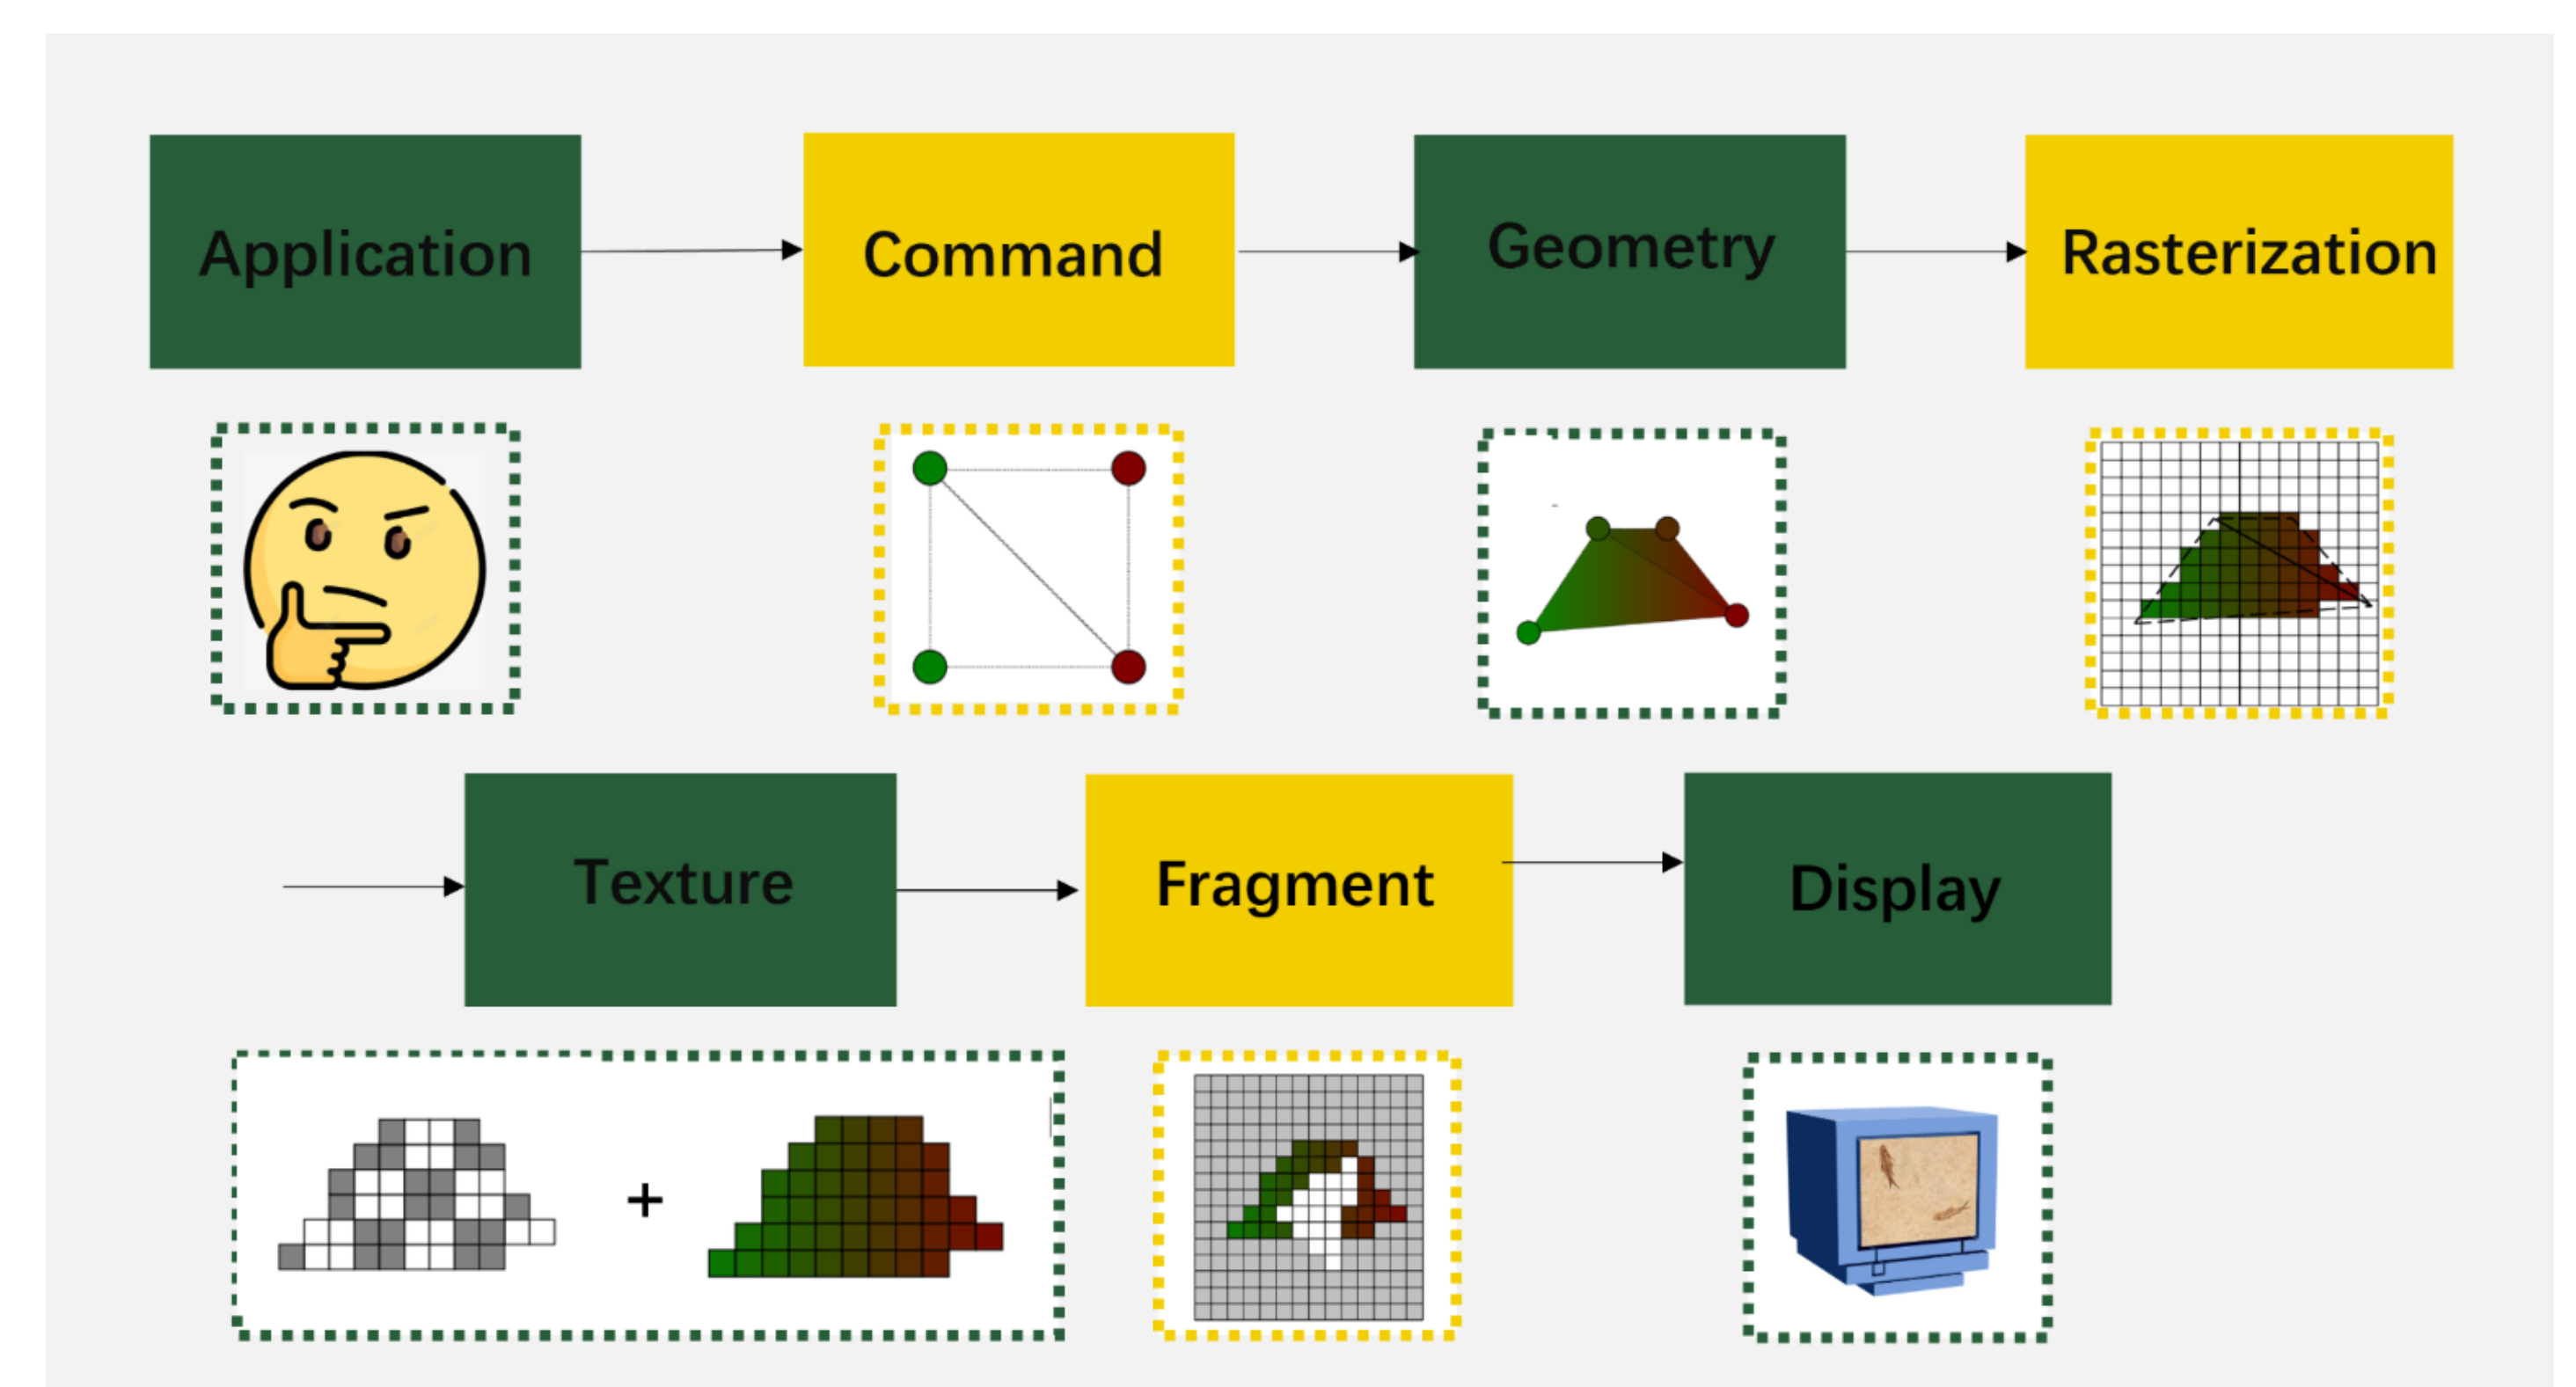 Application
Command
Geometry
Rasterization
Texture
Fragment
Display
+